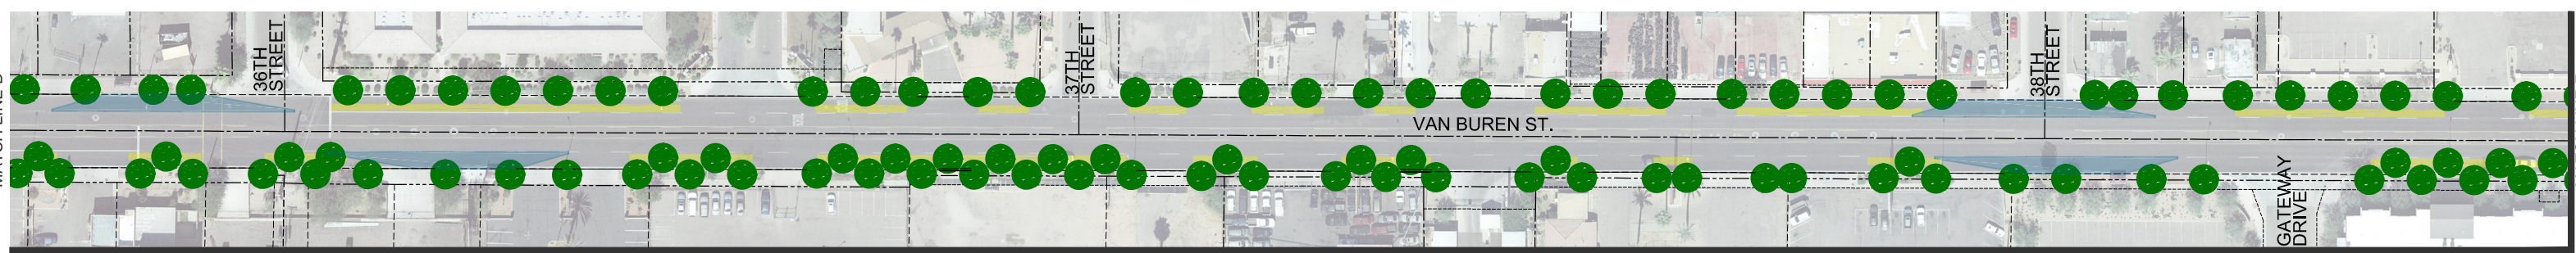 36TH
STREET
37TH
STREET
VAN BUREN ST.
38TH
STREET
GATEWAY
DRIVE